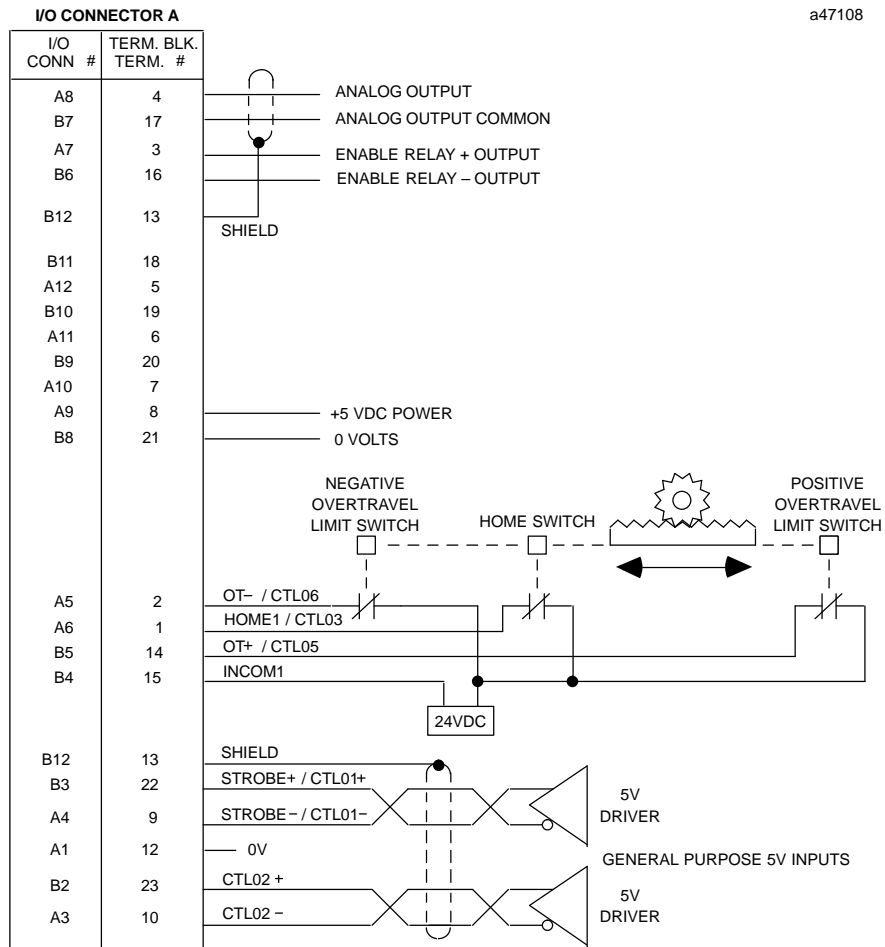 I/O CONNECTOR A
a47108
I/O CONN #
TERM. BLK. TERM. #
A8 4 ANALOG OUTPUT
B7 17 ANALOG OUTPUT COMMON
A7 3 ENABLE RELAY + OUTPUT
B6 16 ENABLE RELAY – OUTPUT
B12 13 SHIELD
B11 18
A12 5
B10 19
A11 6
B9 20
A10 7
A9 8 +5 VDC POWER
B8 21 0 VOLTS
NEGATIVE
OVERTRAVEL
LIMIT SWITCH
HOME SWITCH
POSITIVE
OVERTRAVEL
LIMIT SWITCH
A5 2 OT– / CTL06
A6 1 HOME1 / CTL03
B5 14 OT+ / CTL05
B4 15 INCOM1
24VDC
B12 13 SHIELD
B3 22 STROBE+ / CTL01+
5V
DRIVER
A4 9 STROBE– / CTL01–
A1 12 0V
GENERAL PURPOSE 5V INPUTS
B2 23 CTL02 +
5V
DRIVER
A3 10 CTL02 –